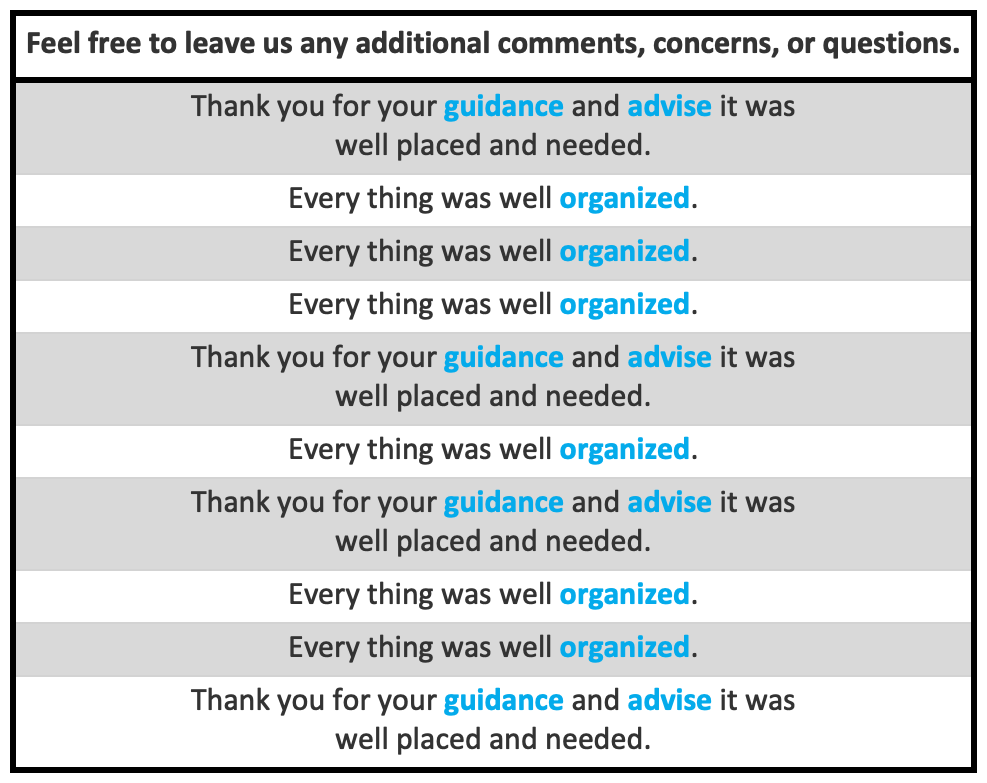 Feel free to leave us any additional comments, concerns, or questions.
Thank you for your guidance and advise it was
well placed and needed.
Every thing was well organized.
Every thing was well organized.
Every thing was well organized.
Thank you for your guidance and advise it was
well placed and needed.
Every thing was well organized.
Thank you for your guidance and advise it was
well placed and needed.
Every thing was well organized.
Every thing was well organized.
Thank you for your guidance and advise it was
well placed and needed.